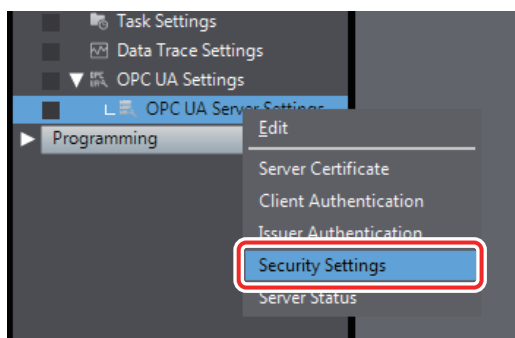 Task Settings
Data Trace Settings
OPC UA Settings
OPC UA Server Settings
Programming
Edit
Server Certificate
Client Authentication
Issuer Authentication
Security Settings
Server Status